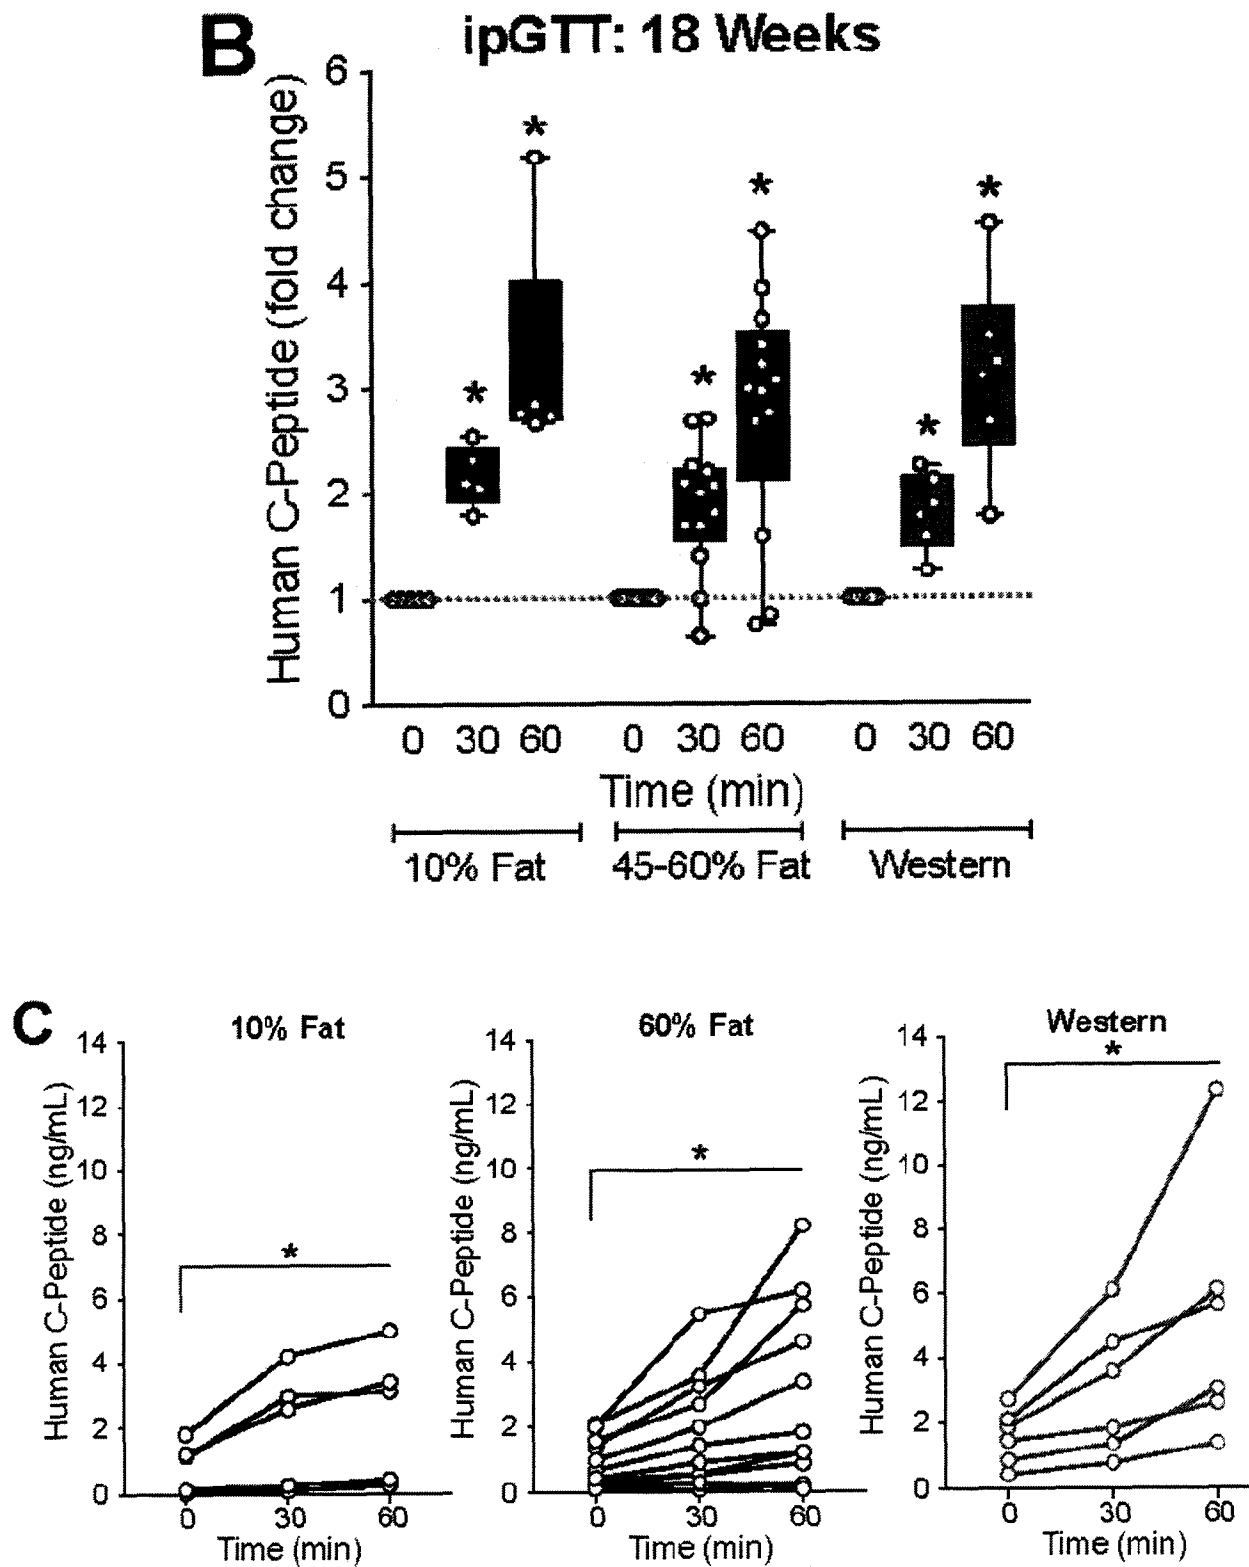 B ipGTT: 18 Weeks
Human C-Peptide (fold change)
6
5
4
3
2
1
0
* * * * * *
0 30 60 0 30 60 0 30 60
Time (min)
10% Fat 45-60% Fat Western
C
10% Fat 60% Fat Western
Human C-Peptide (ng/mL)
14
12
10
8
6
4
2
0
*
0 30 60
Time (min)
Human C-Peptide (ng/mL)
14
12
10
8
6
4
2
0
*
0 30 60
Time (min)
Human C-Peptide (ng/mL)
14
12
10
8
6
4
2
0
*
0 30 60
Time (min)